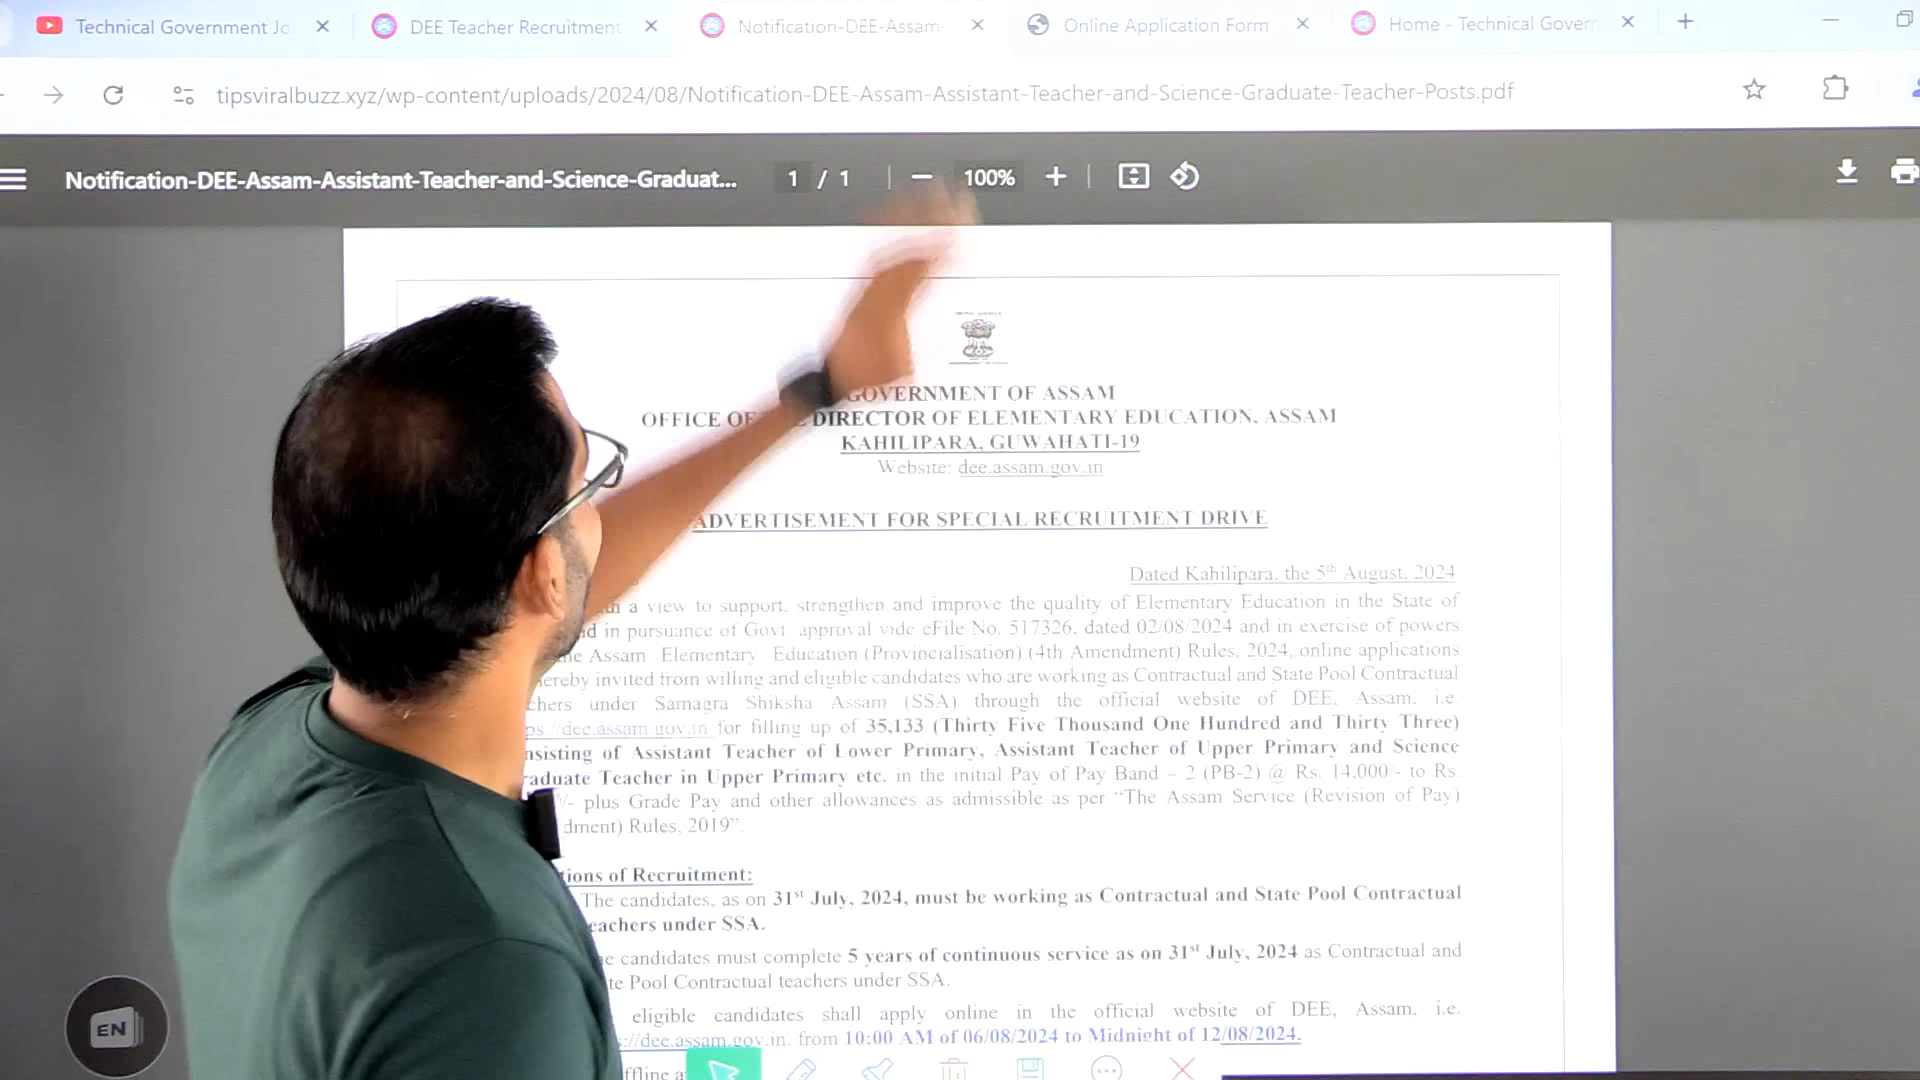 Technical Government Jo
DEE Teacher Recruitment
Notification-DEE-Assam-
Online Application Form
Home - Technical Govern
tipsviralbuzz.xyz/wp-content/uploads/2024/08/Notification-DEE-Assam-Assistant-Teacher-and-Science-Graduate-Teacher-Posts.pdf
Notification-DEE-Assam-Assistant-Teacher-and-Science-Graduat...
1 / 1
100%
GOVERNMENT OF ASSAM
OFFICE OF DIRECTOR OF ELEMENTARY EDUCATION, ASSAM
KAHILIPARA, GUWAHATI-19
Website: dee.assam.gov.in
ADVERTISEMENT FOR SPECIAL RECRUITMENT DRIVE
Dated Kahilipara, the 5th August, 2024
a view to support, strengthen and improve the quality of Elementary Education in the State of
in pursuance of Govt. approval vide eFile No. 517326, dated 02/08/2024 and in exercise of powers
Assam Elementary Education (Provincialisation) (4th Amendment) Rules, 2024, online applications
hereby invited from willing and eligible candidates who are working as Contractual and State Pool Contractual
chers under Samagra Shiksha Assam (SSA) through the official website of DEE, Assam, i.e
ps://dee.assam.gov.in for filling up of 35,133 (Thirty Five Thousand One Hundred and Thirty Three)
nsisting of Assistant Teacher of Lower Primary, Assistant Teacher of Upper Primary and Science
raduate Teacher in Upper Primary etc. in the initial Pay of Pay Band – 2 (PB-2) @ Rs. 14,000/- to Rs.
/- plus Grade Pay and other allowances as admissible as per “The Assam Service (Revision of Pay)
dment) Rules, 2019”.
tions of Recruitment:
The candidates, as on 31st July, 2024, must be working as Contractual and State Pool Contractual
eachers under SSA.
he candidates must complete 5 years of continuous service as on 31st July, 2024 as Contractual and
te Pool Contractual teachers under SSA.
eligible candidates shall apply online in the official website of DEE, Assam, i.e.
s://dee.assam.gov.in. from 10:00 AM of 06/08/2024 to Midnight of 12/08/2024.
ffline a
EN